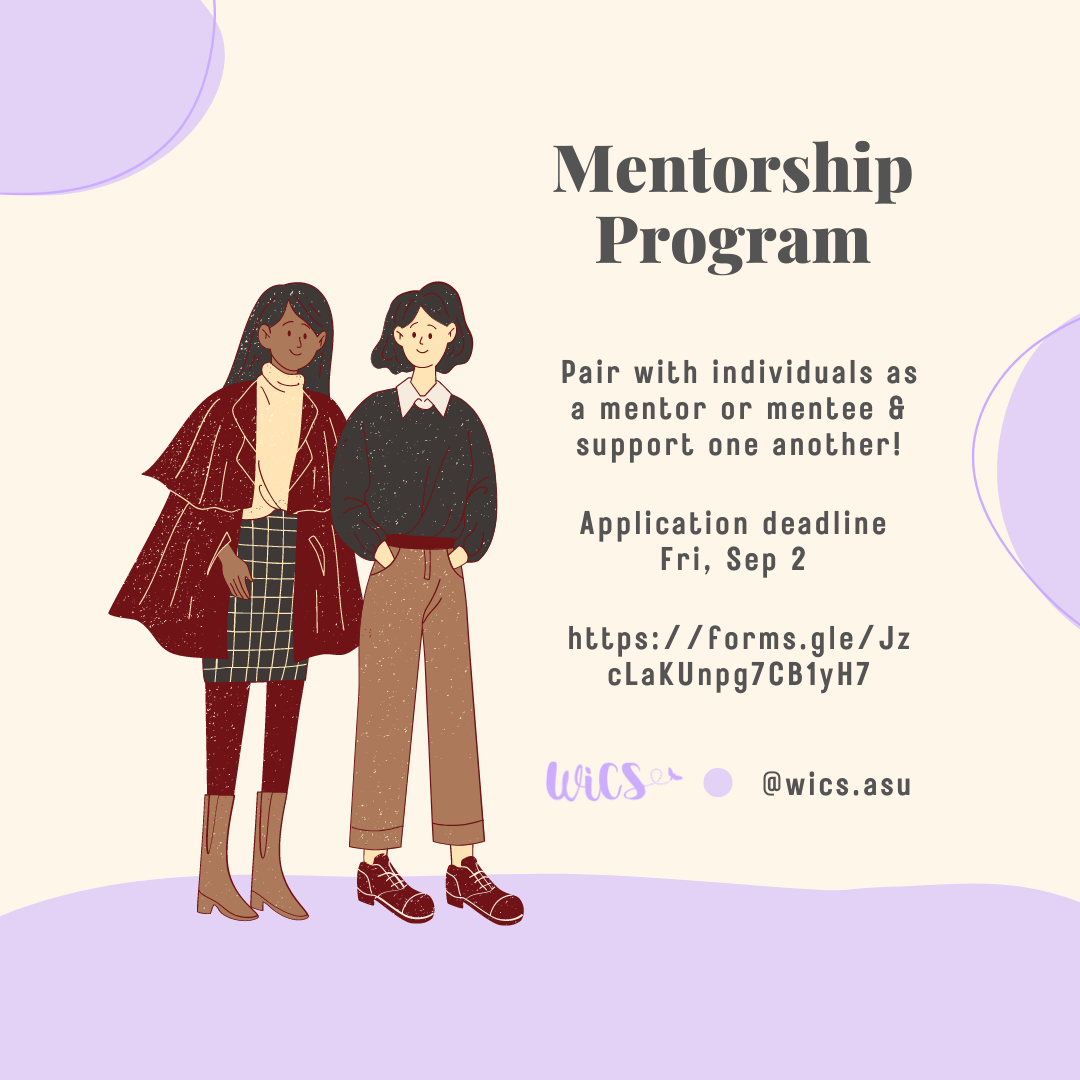 Mentorship
Program
Pair with individuals as
a mentor or mentee &
support one another!
Application deadline
Fri, Sep 2
https://forms.gle/Jz
cLaKUnpg7CB1yH7
WiCS
@wics.asu